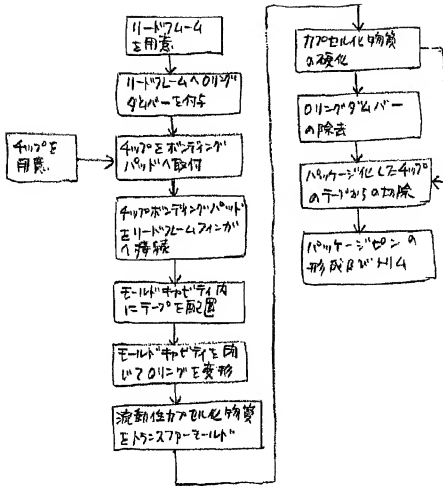 リードフレーム
を用意
リードフレームへOリング
ダムバーを付与
チップを
用意
チップをボンディング
パッドへ取付
チップボンディングパッド
をリードフレームフィンガ
へ接続
モールドキャビティ内
にテープを配置
モールドキャビティを閉
じてOリングを変形
流動性カプセル化物質
をトランスファーモールド
カプセル化物質
の硬化
Oリングダムバー
の除去
パッケージ化したチップ
のテープからの切除
パッケージピンの
形成及びトリム